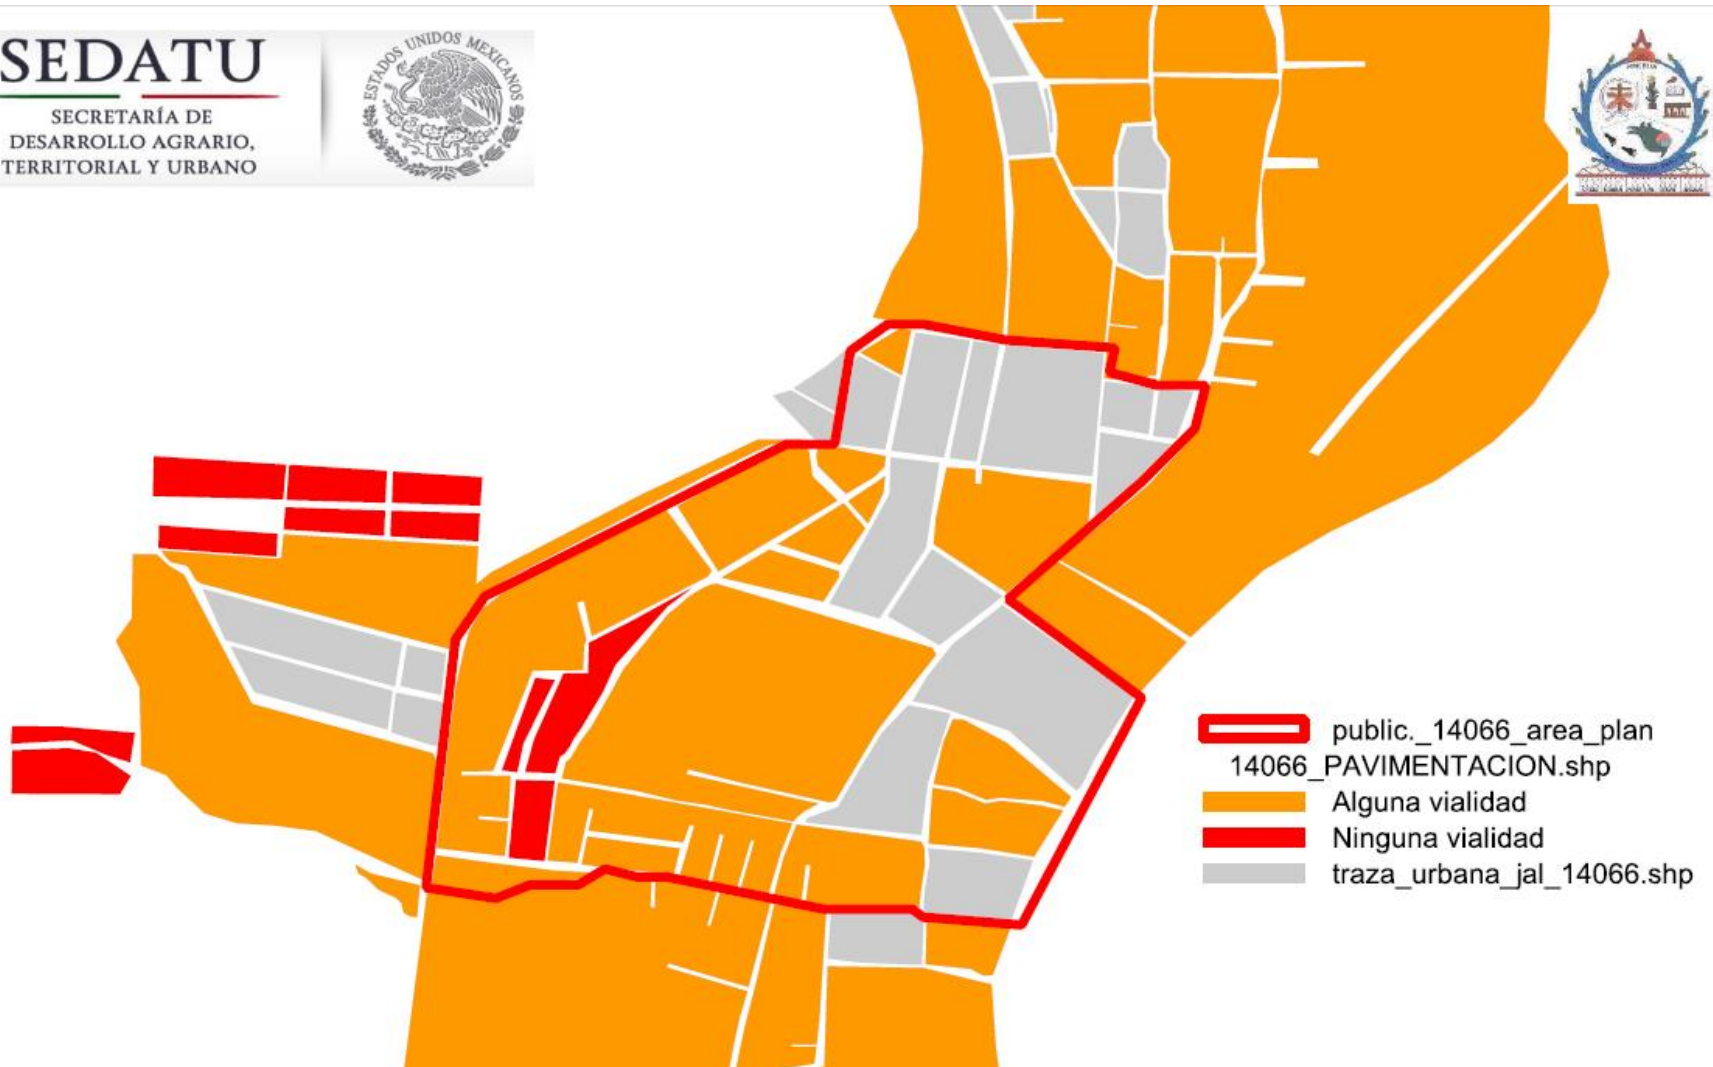 SEDATU
SECRETARÍA DE
DESARROLLO AGRARIO,
TERRITORIAL Y URBANO
ESTADOS UNIDOS MEXICANOS
public._14066_area_plan
14066_PAVIMENTACION.shp
Alguna vialidad
Ninguna vialidad
traza_urbana_jal_14066.shp